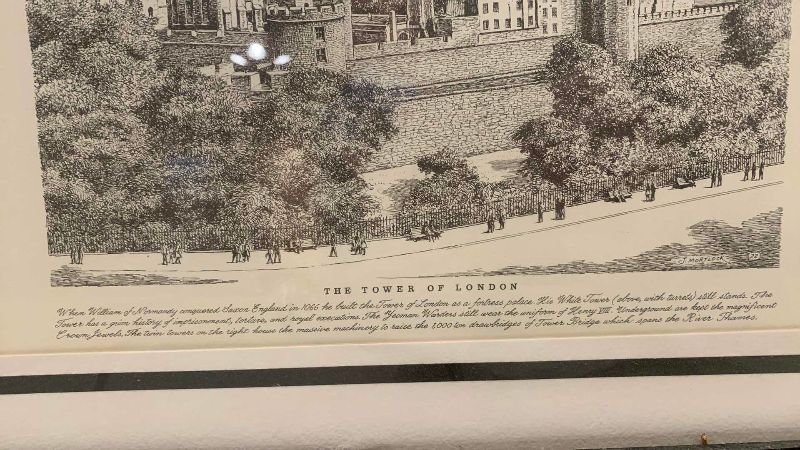 J MORTLOCK 77
THE TOWER OF LONDON
When William of Normandy conquered Saxon England in 1066 he built the Tower of London as a fortress palace. His White Tower (above, with turrets) still stands. The
Tower has a grim history of imprisonment, torture, and royal executions. The Yeoman Warders still wear the uniform of Henry VIII. Underground are kept the magnificent
Crown Jewels. The twin towers on the right house the massive machinery to raise the 1,000 ton drawbridges of Tower Bridge which spans the River Thames.